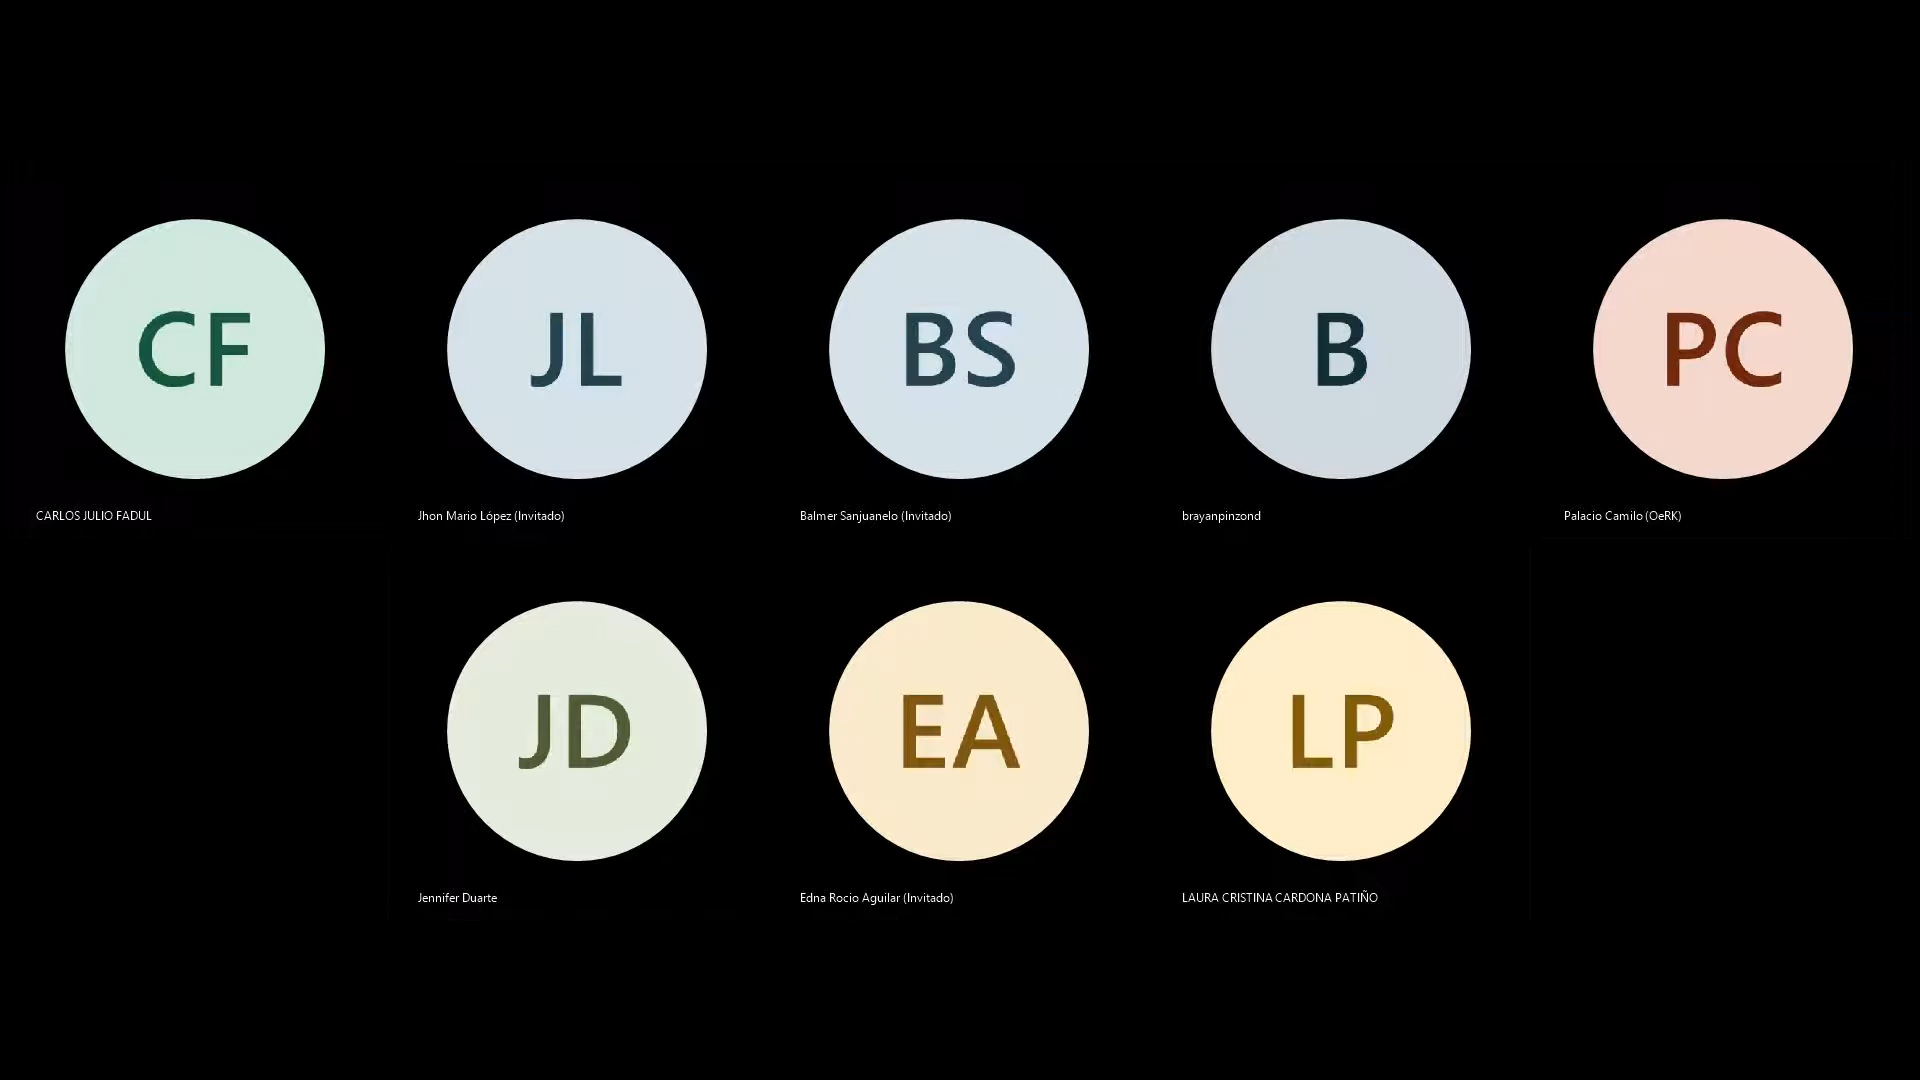 CF
JL
BS
B
PC
CARLOS JULIO FADUL
Jhon Mario López (Invitado)
Balmer Sanjuanelo (Invitado)
brayanpinzond
Palacio Camilo (OeRK)
JD
EA
LP
Jennifer Duarte
Edna Rocio Aguilar (Invitado)
LAURA CRISTINA CARDONA PATIÑO